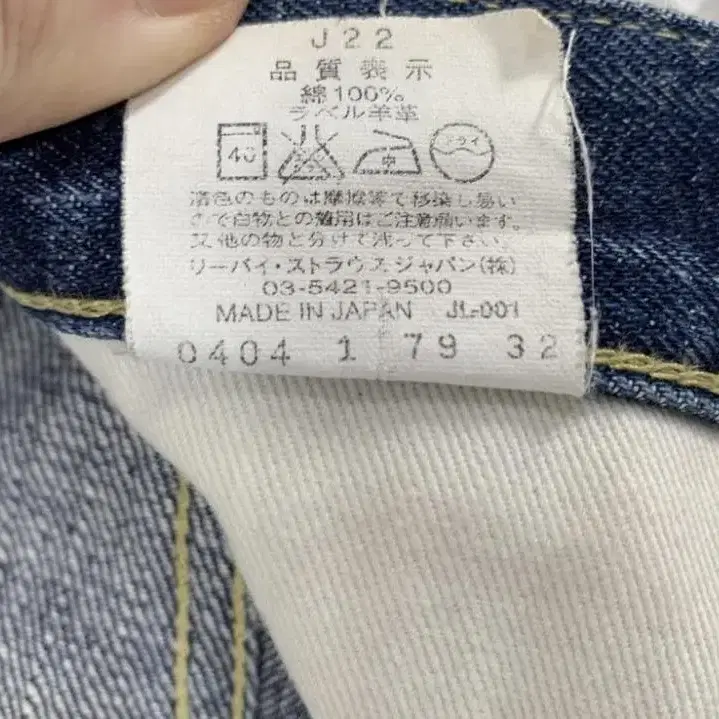 J22
品質表示
綿100%
ラベル羊革
40 中 ドライ
濃色のものは摩擦等で移染し易い
ので白物との着用はご注意願います。
又他の物と分けて洗って下さい。
リーバイ・ストラウスジャパン(株)
03-5421-9500
MADE IN JAPAN JL-001
0404 1 79 32